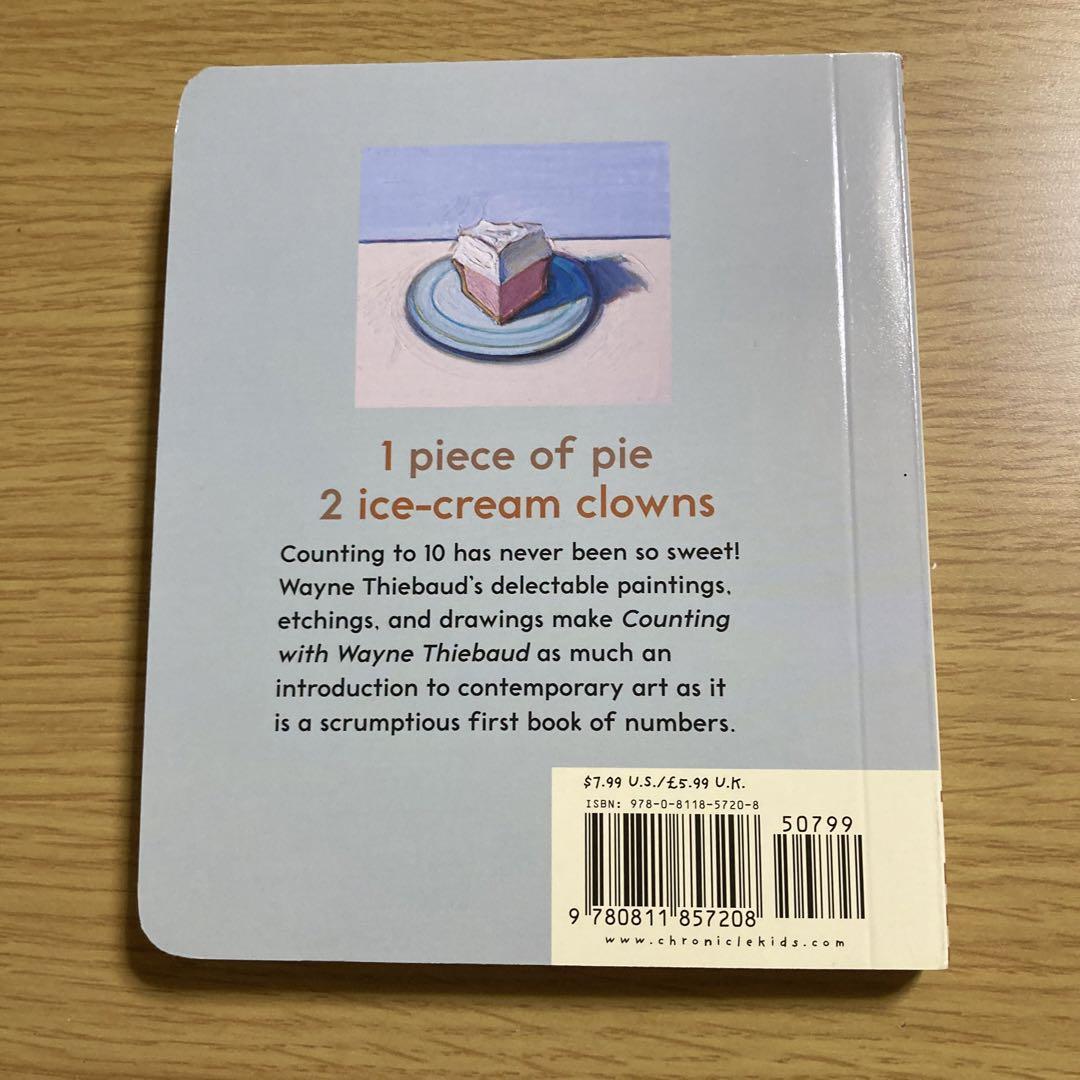 1 piece of pie
2 ice-cream clowns
Counting to 10 has never been so sweet!
Wayne Thiebaud's delectable paintings,
etchings, and drawings make Counting
with Wayne Thiebaud as much an
introduction to contemporary art as it
is a scrumptious first book of numbers.
$7.99 U.S./£5.99 U.K.
ISBN: 978-0-8118-5720-8
50799
9 780811 857208
www.chroniclekids.com